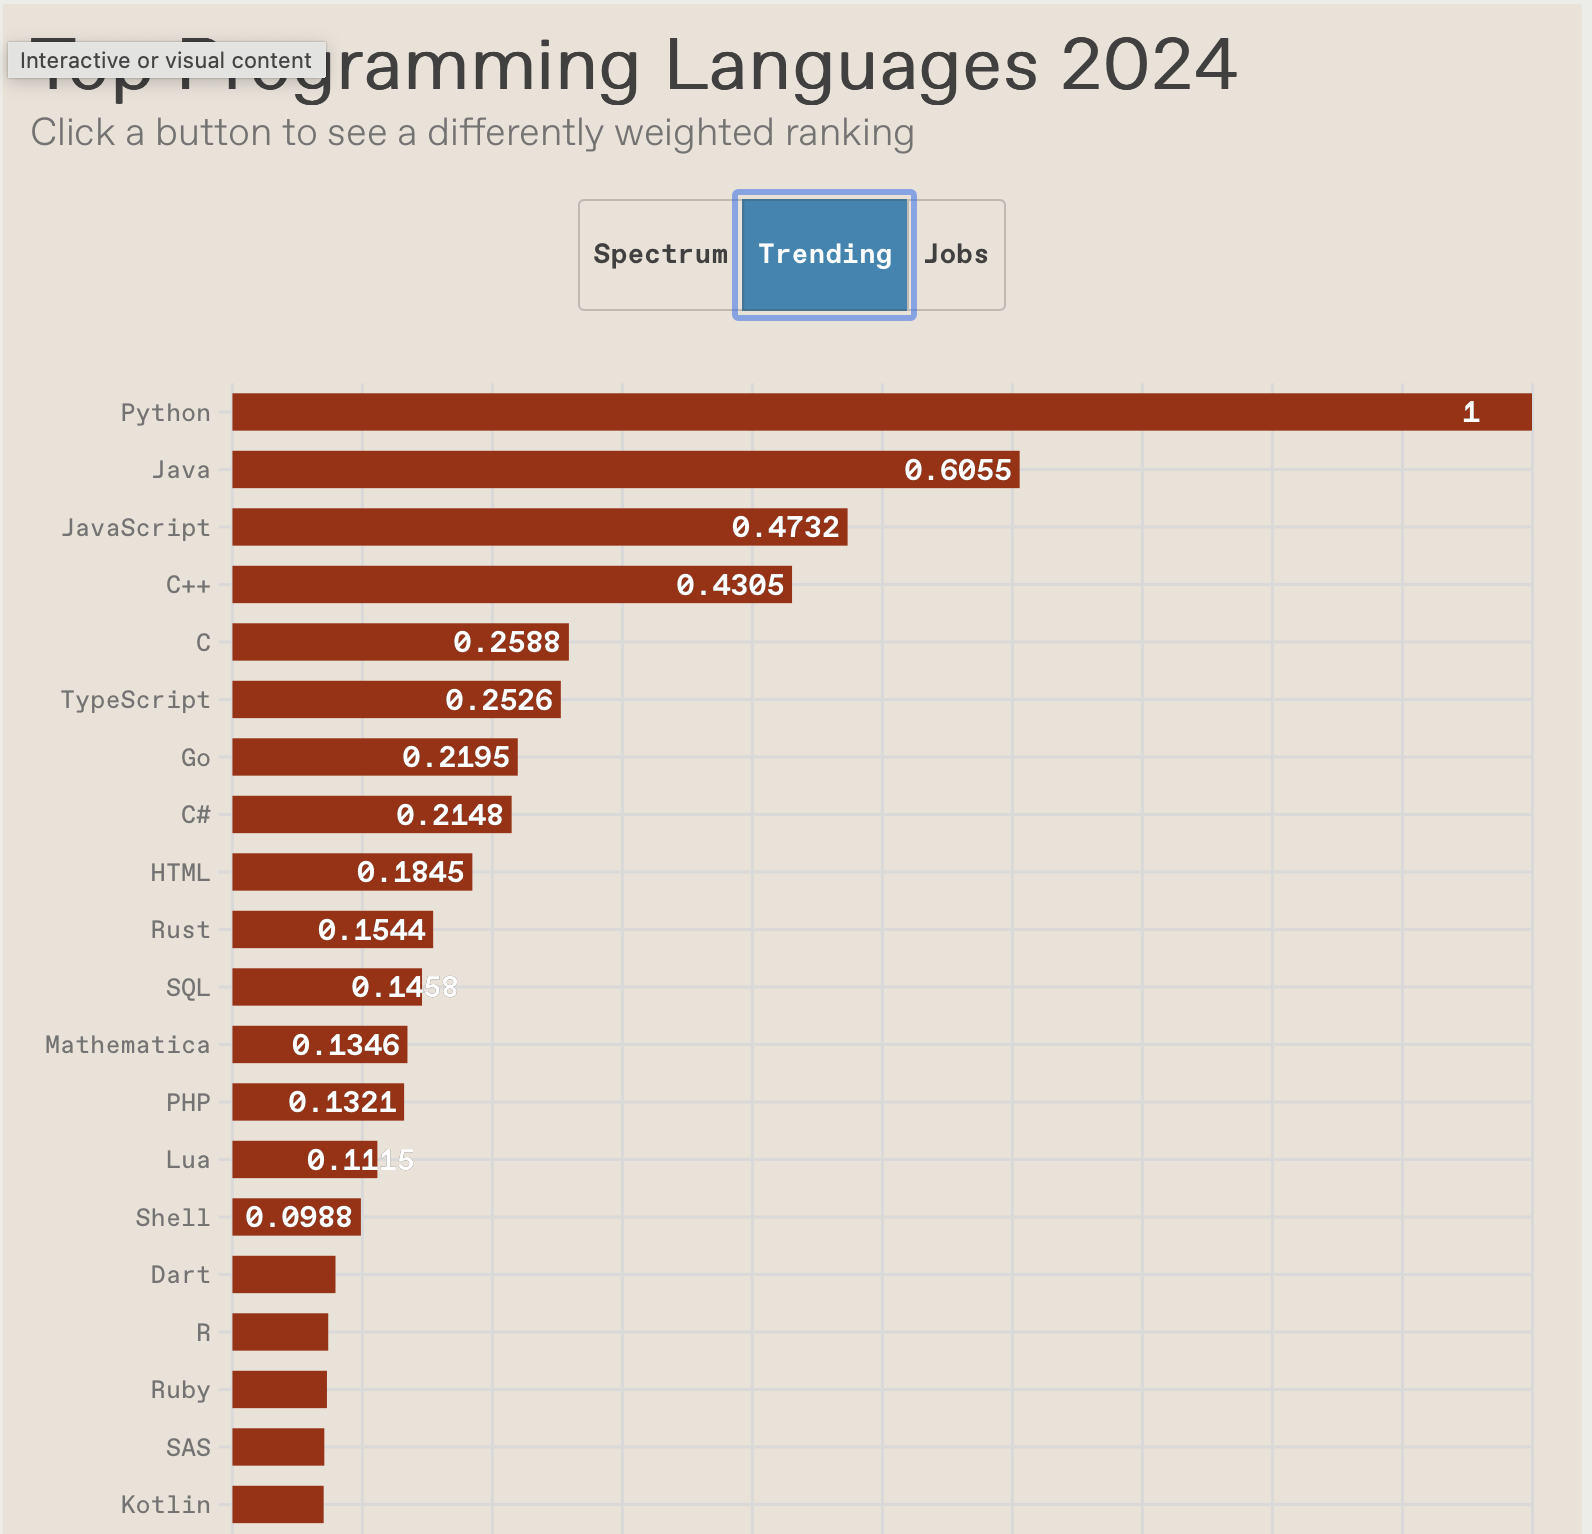 Top Programming Languages 2024
Interactive or visual content
Click a button to see a differently weighted ranking
Spectrum Trending Jobs
Python 1
Java 0.6055
JavaScript 0.4732
C++ 0.4305
C 0.2588
TypeScript 0.2526
Go 0.2195
C# 0.2148
HTML 0.1845
Rust 0.1544
SQL 0.1458
Mathematica 0.1346
PHP 0.1321
Lua 0.1115
Shell 0.0988
Dart
R
Ruby
SAS
Kotlin